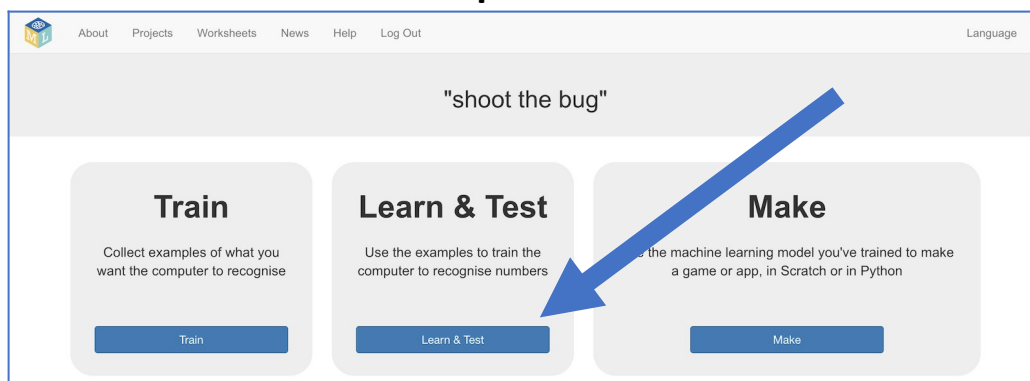 ML
About Projects Worksheets News Help Log Out Language
"shoot the bug"
Train
Collect examples of what you
want the computer to recognise
Train
Learn & Test
Use the examples to train the
computer to recognise numbers
Learn & Test
Make
the machine learning model you've trained to make
a game or app, in Scratch or in Python
Make